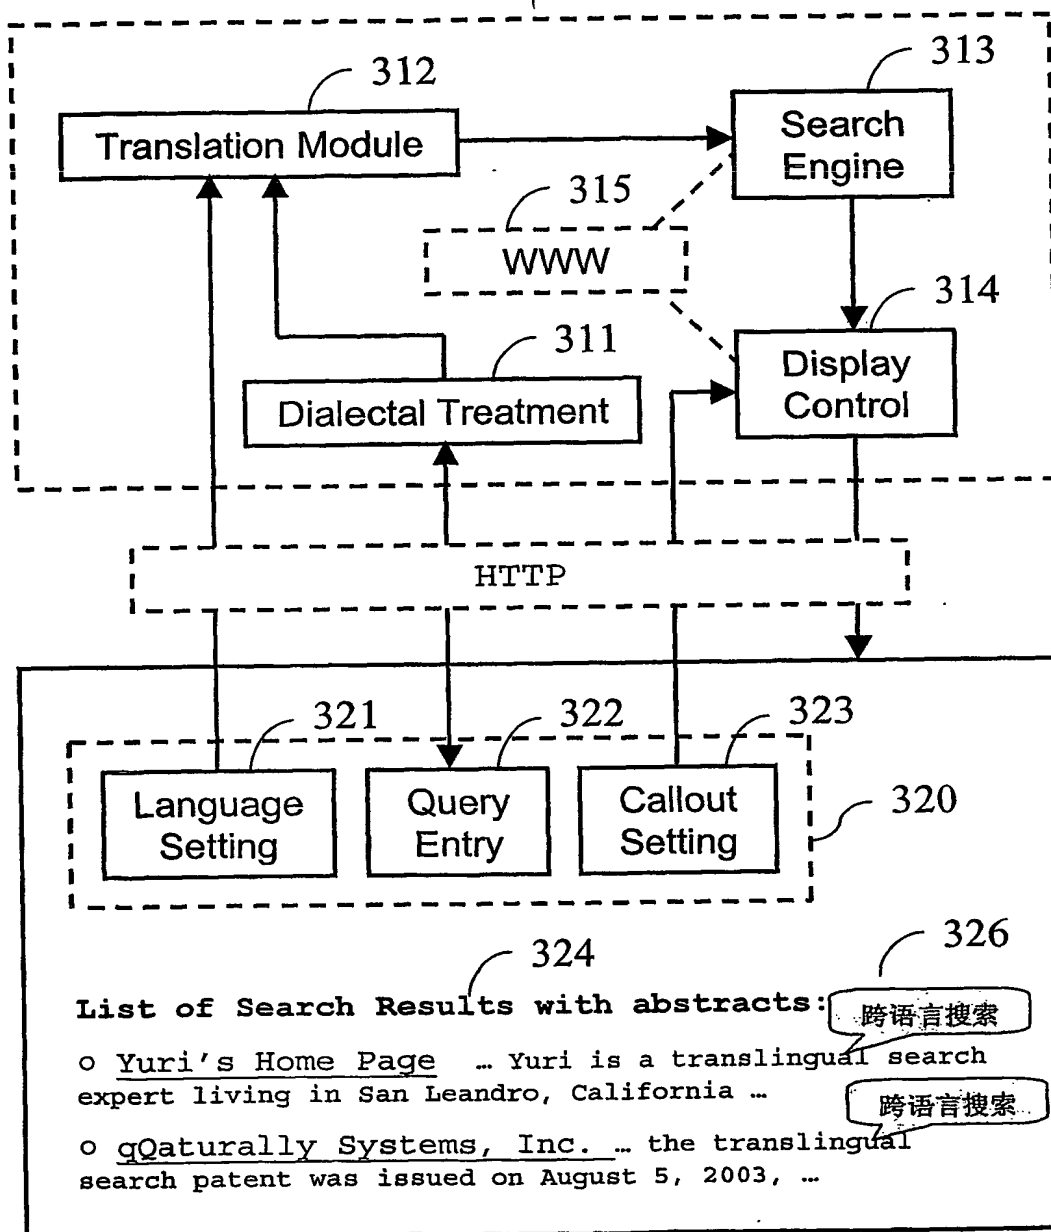 312
313
Translation Module
Search
Engine
315
WWW
314
311
Display
Control
Dialectal Treatment
HTTP
321
322
323
Language
Setting
Query
Entry
Callout
Setting
320
324
326
List of Search Results with abstracts:
跨语言搜索
o Yuri's Home Page … Yuri is a translingual search
expert living in San Leandro, California …
跨语言搜索
o qQaturally Systems, Inc. … the translingual
search patent was issued on August 5, 2003, …